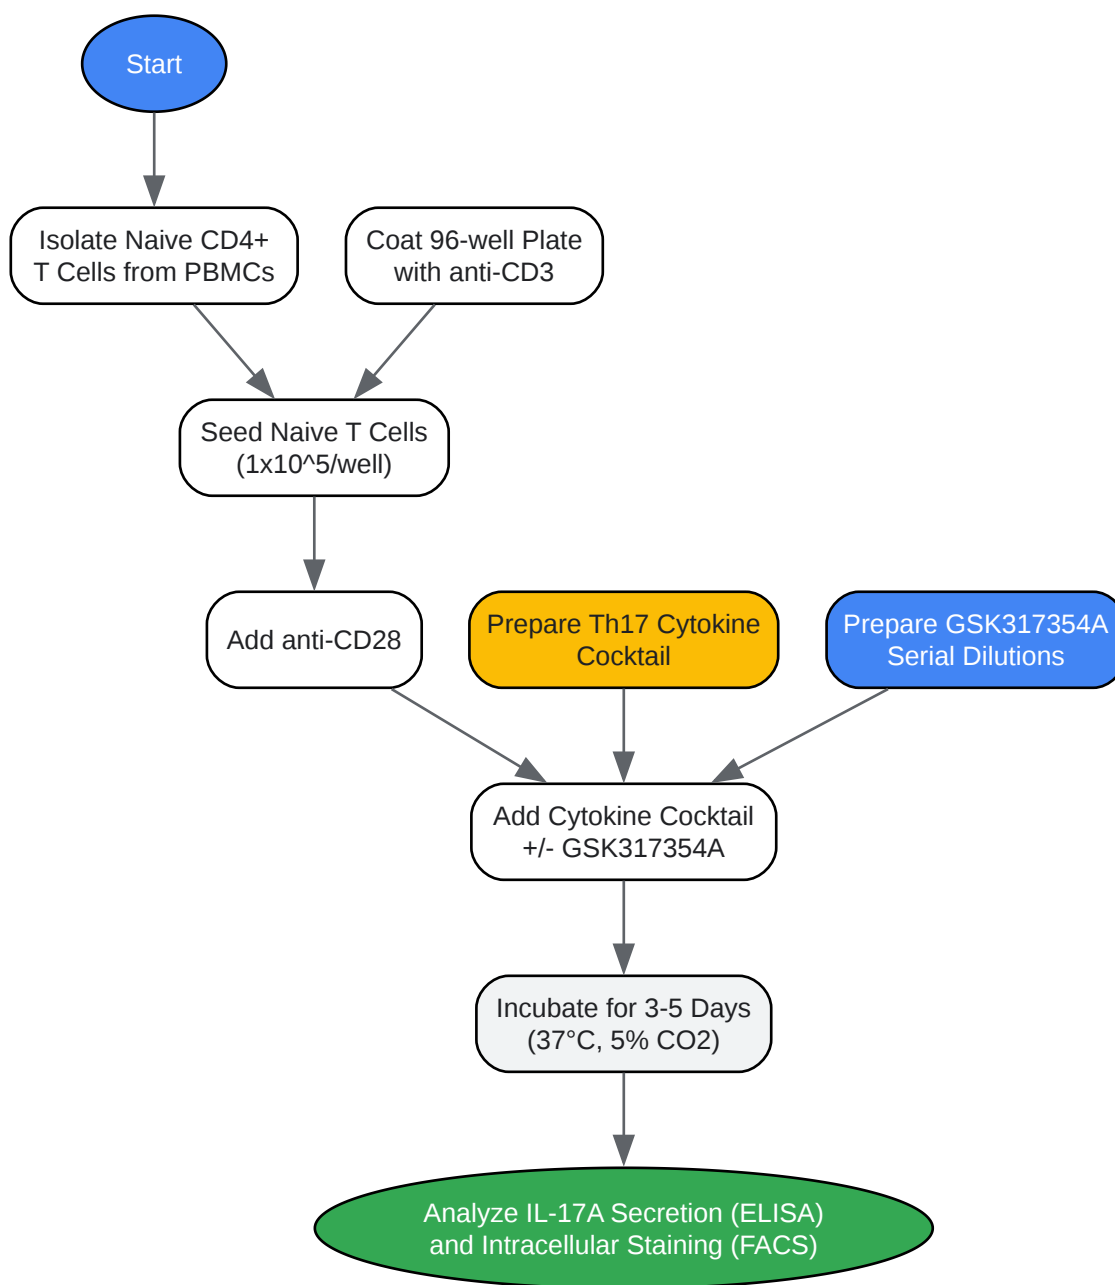 Start
Isolate Naive CD4+
T Cells from PBMCs
Coat 96-well Plate
with anti-CD3
Seed Naive T Cells
(1x10^5/well)
Add anti-CD28
Prepare Th17 Cytokine
Cocktail
Prepare GSK317354A
Serial Dilutions
Add Cytokine Cocktail
+/- GSK317354A
Incubate for 3-5 Days
(37°C, 5% CO2)
Analyze IL-17A Secretion (ELISA)
and Intracellular Staining (FACS)